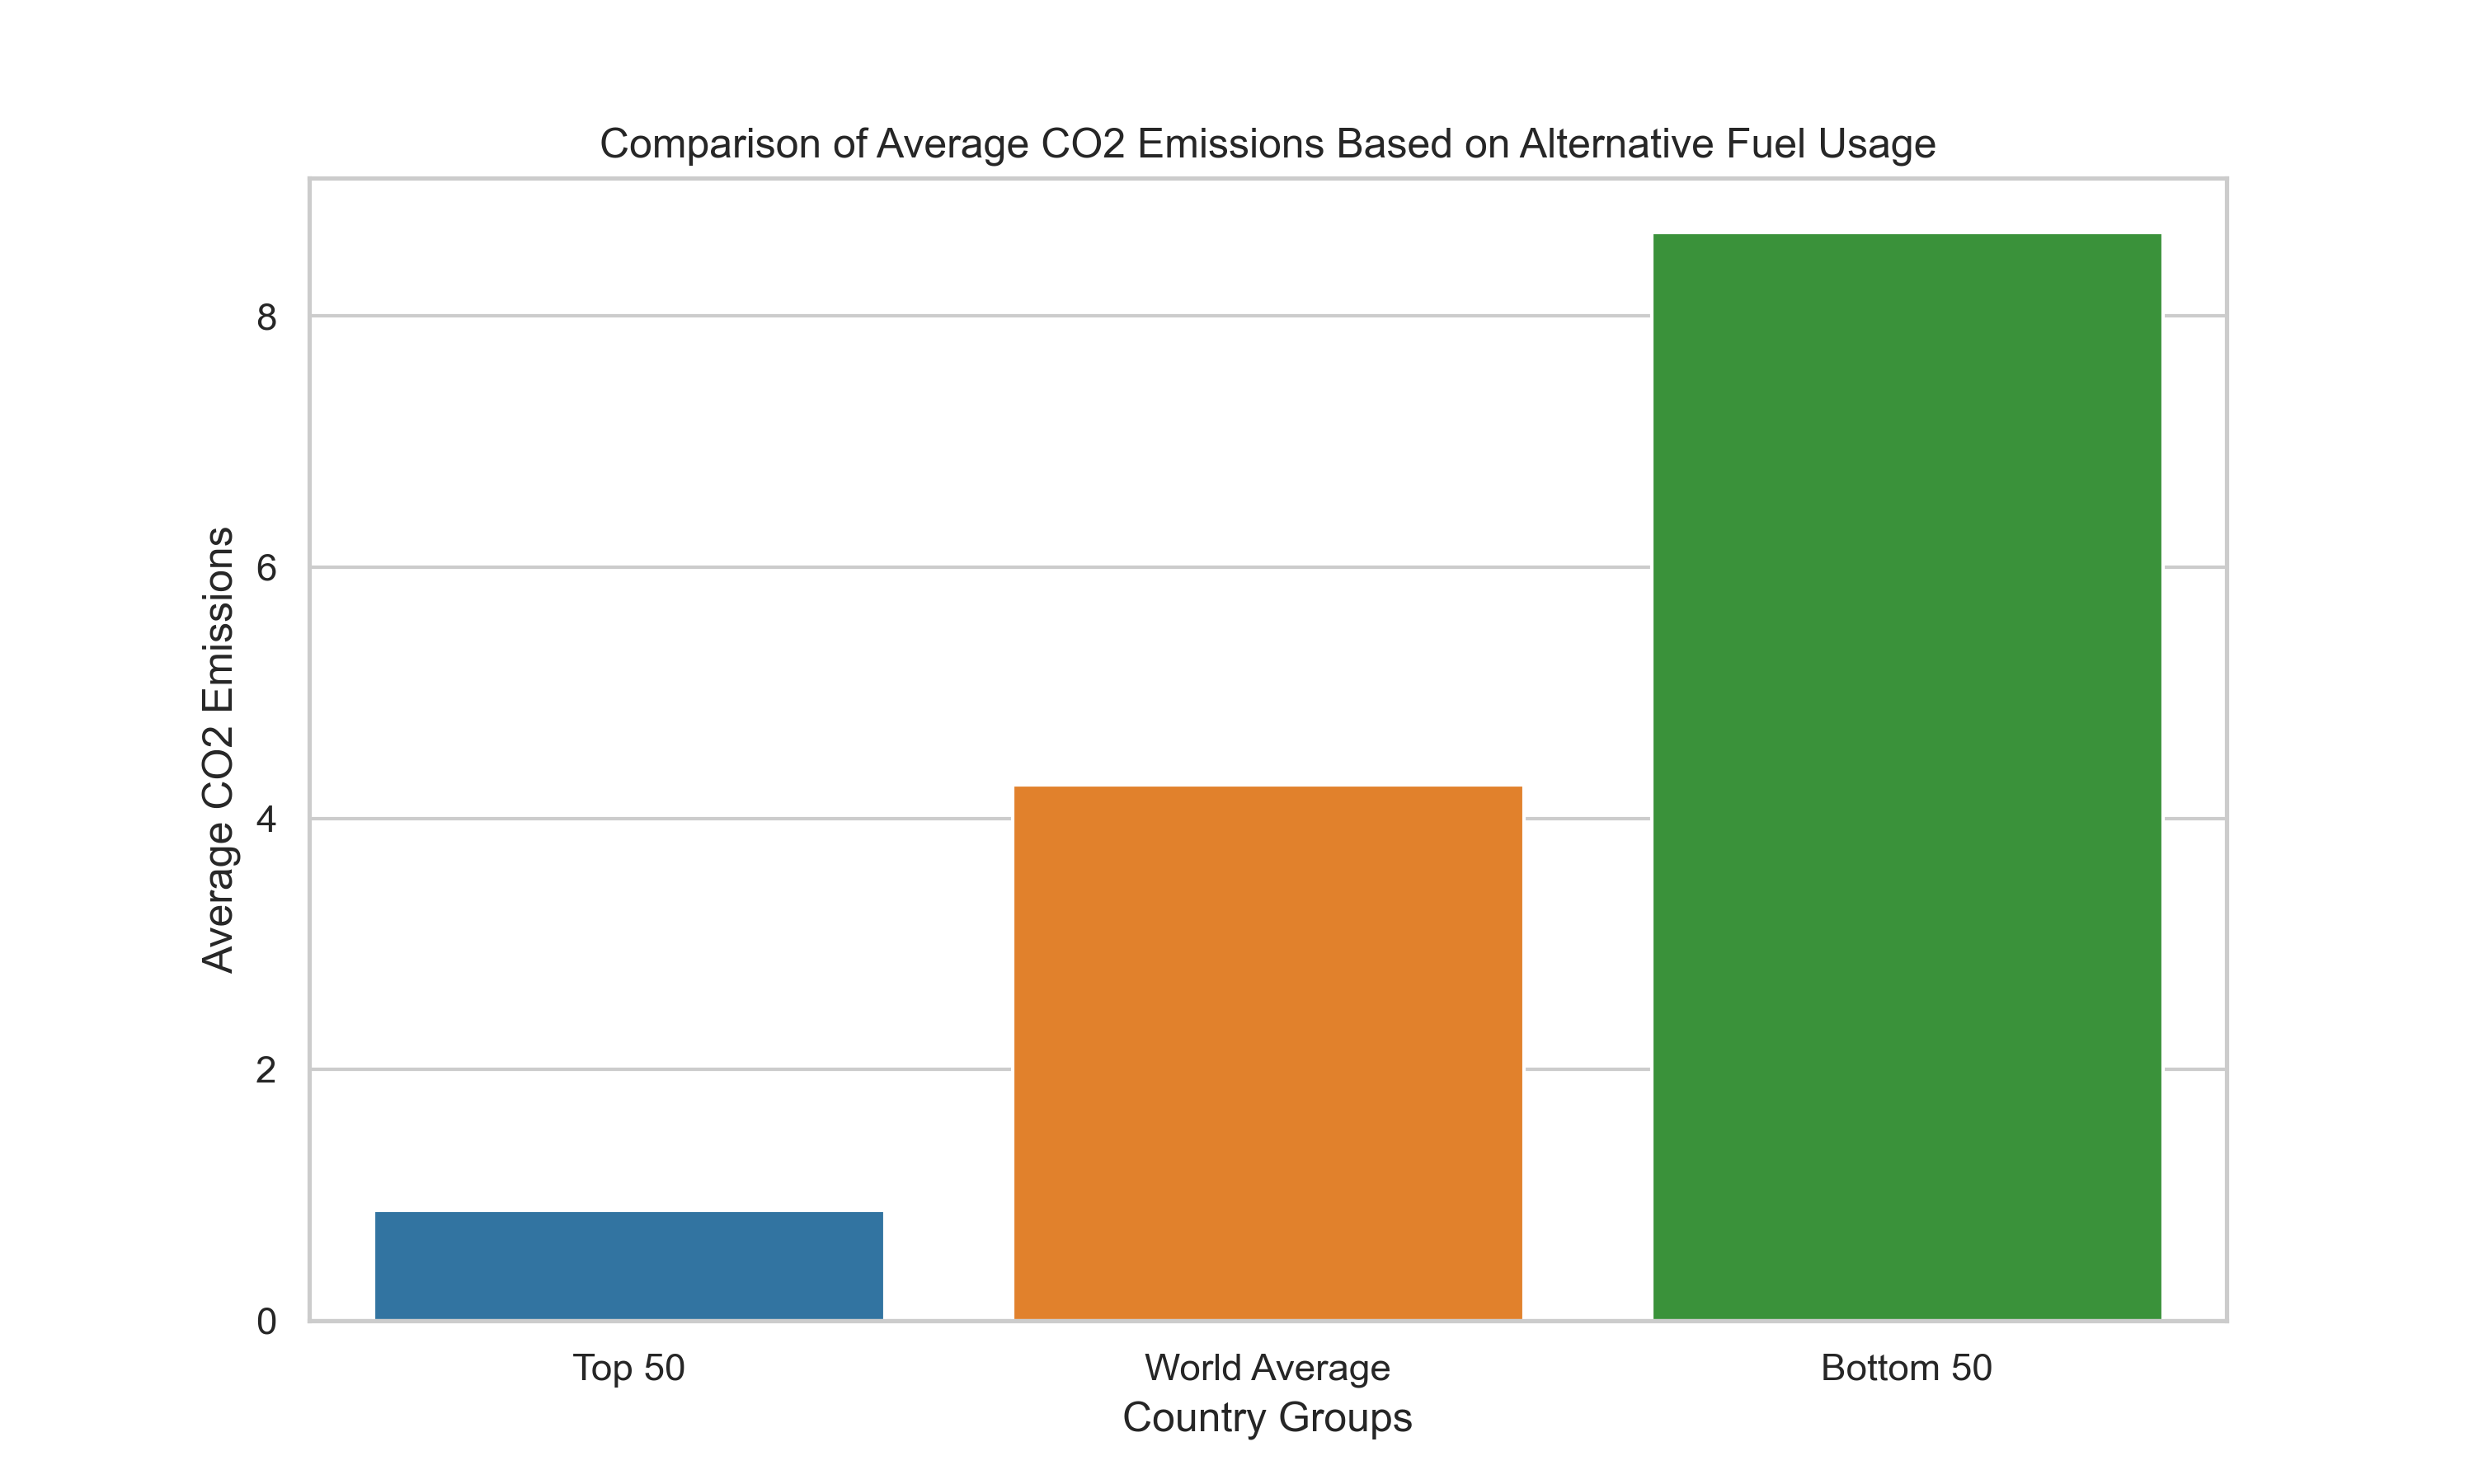 Comparison of Average CO2 Emissions Based on Alternative Fuel Usage
Average CO2 Emissions
8
6
4
2
0
Top 50 World Average Bottom 50
Country Groups